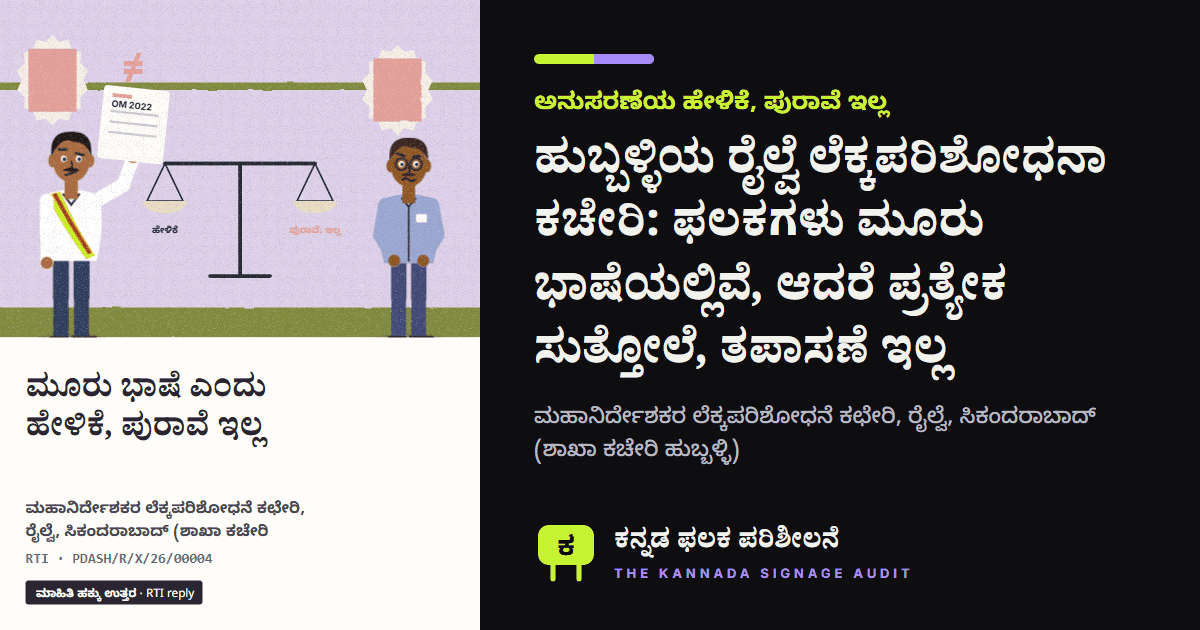 ≠
OM 2022
ಹೇಳಿಕೆ
ಪುರಾವೆ: ಇಲ್ಲ
ಮೂರು ಭಾಷೆ ಎಂದು
ಹೇಳಿಕೆ, ಪುರಾವೆ ಇಲ್ಲ
ಮಹಾನಿರ್ದೇಶಕರ ಲೆಕ್ಕಪರಿಶೋಧನೆ ಕಛೇರಿ,
ರೈಲ್ವೆ, ಸಿಕಂದರಾಬಾದ್ (ಶಾಖಾ ಕಚೇರಿ
RTI · PDASH/R/X/26/00004
ಮಾಹಿತಿ ಹಕ್ಕು ಉತ್ತರ · RTI reply
ಅನುಸರಣೆಯ ಹೇಳಿಕೆ, ಪುರಾವೆ ಇಲ್ಲ
ಹುಬ್ಬಳ್ಳಿಯ ರೈಲ್ವೆ ಲೆಕ್ಕಪರಿಶೋಧನಾ
ಕಚೇರಿ: ಫಲಕಗಳು ಮೂರು
ಭಾಷೆಯಲ್ಲಿವೆ, ಆದರೆ ಪ್ರತ್ಯೇಕ
ಸುತ್ತೋಲೆ, ತಪಾಸಣೆ ಇಲ್ಲ
ಮಹಾನಿರ್ದೇಶಕರ ಲೆಕ್ಕಪರಿಶೋಧನೆ ಕಛೇರಿ, ರೈಲ್ವೆ, ಸಿಕಂದರಾಬಾದ್
(ಶಾಖಾ ಕಚೇರಿ ಹುಬ್ಬಳ್ಳಿ)
ಕ
ಕನ್ನಡ ಫಲಕ ಪರಿಶೀಲನೆ
THE KANNADA SIGNAGE AUDIT